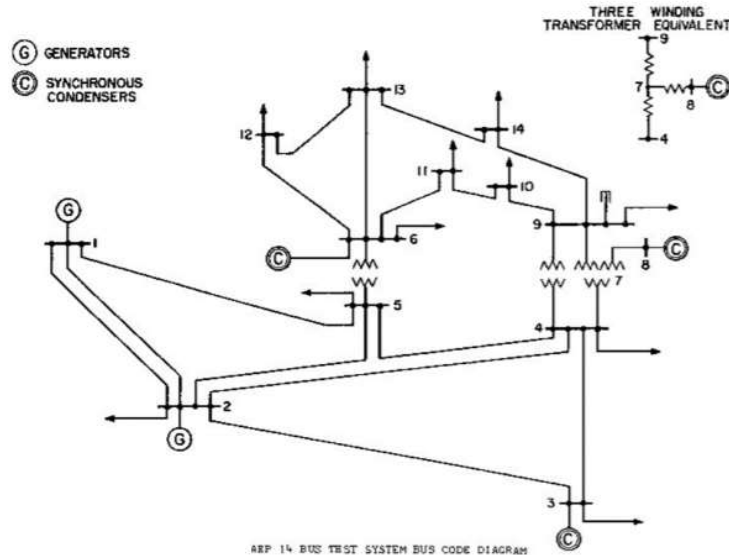 THREE WINDING
TRANSFORMER EQUIVALENT
9
7
8
C
4
G GENERATORS
C SYNCHRONOUS
CONDENSERS
13
12
14
11
10
G
1
9
C
6
8
C
7
5
4
2
G
3
C
AEP 14 BUS TEST SYSTEM BUS CODE DIAGRAM